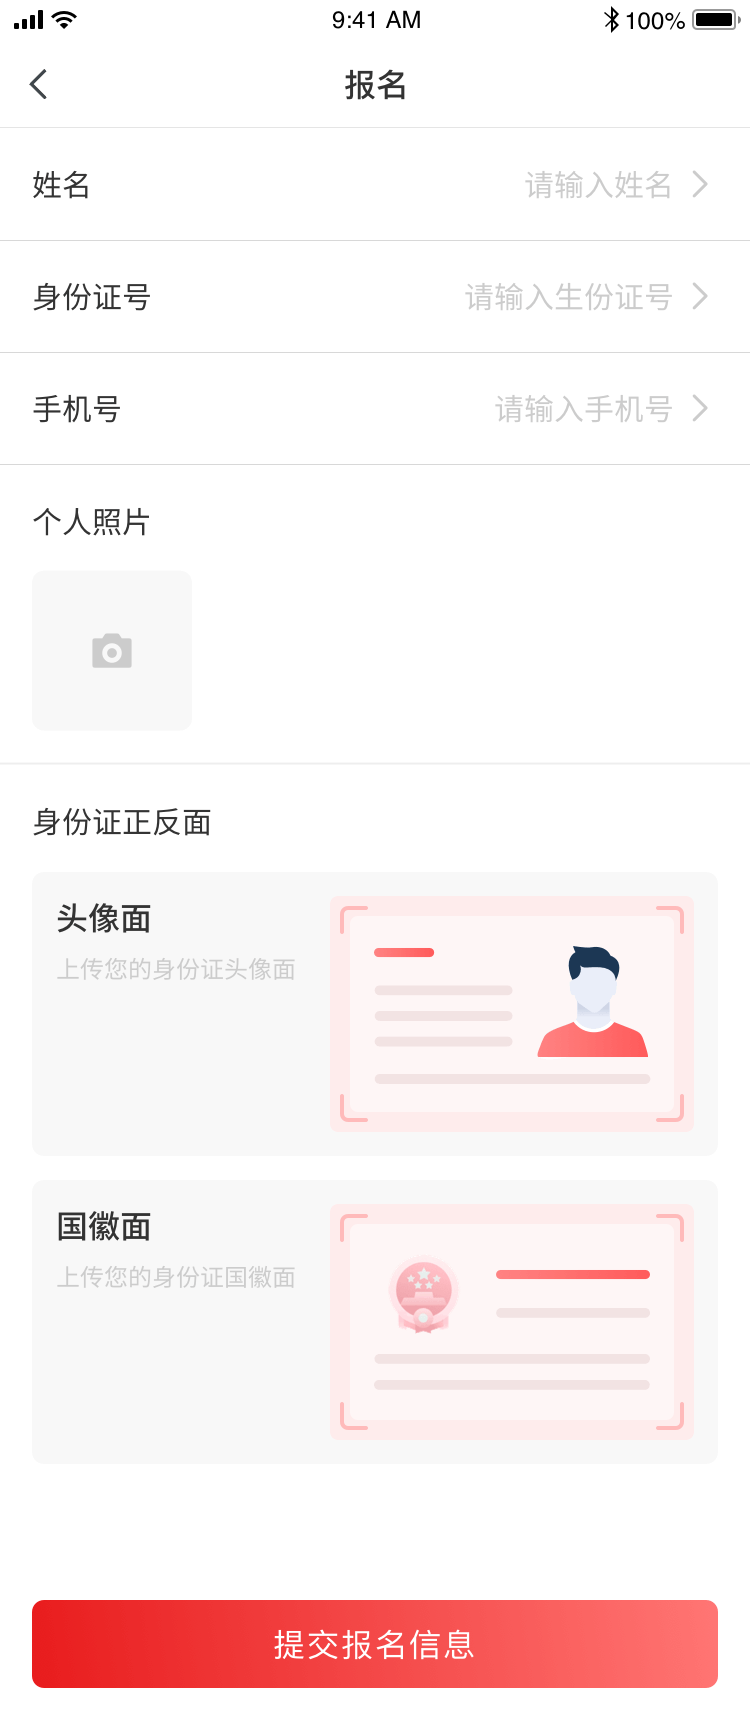 9:41 AM
100%
报名
姓名
请输入姓名
身份证号
请输入生份证号
手机号
请输入手机号
个人照片
身份证正反面
头像面
上传您的身份证头像面
国徽面
上传您的身份证国徽面
提交报名信息